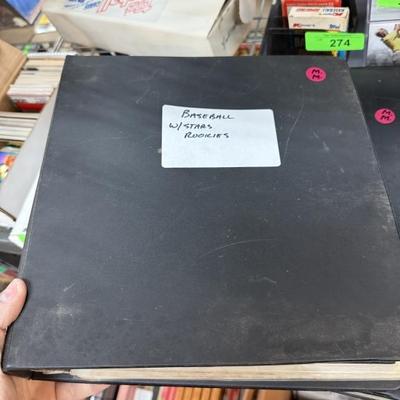 274
M.M.
M.M.
BASEBALL
W/STARS
ROOKIES